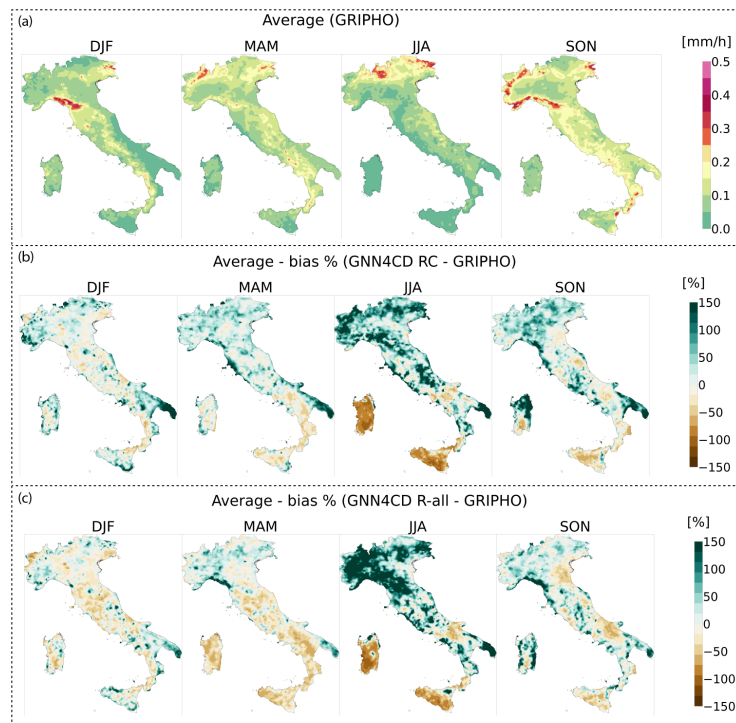 (a)
Average (GRIPHO)
DJF MAM JJA SON
[mm/h]
0.5
0.4
0.3
0.2
0.1
0.0
(b)
Average - bias % (GNN4CD RC - GRIPHO)
DJF MAM JJA SON
[%]
150
100
50
0
−50
−100
−150
(c)
Average - bias % (GNN4CD R-all - GRIPHO)
DJF MAM JJA SON
[%]
150
100
50
0
−50
−100
−150